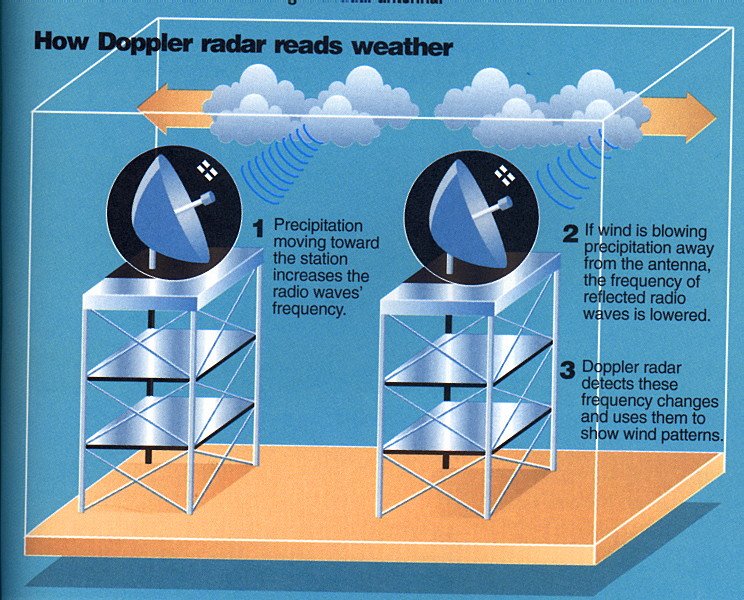 How Doppler radar reads weather
1 Precipitation
moving toward
the station
increases the
radio waves'
frequency.
2 If wind is blowing
precipitation away
from the antenna,
the frequency of
reflected radio
waves is lowered.
3 Doppler radar
detects these
frequency changes
and uses them to
show wind patterns.